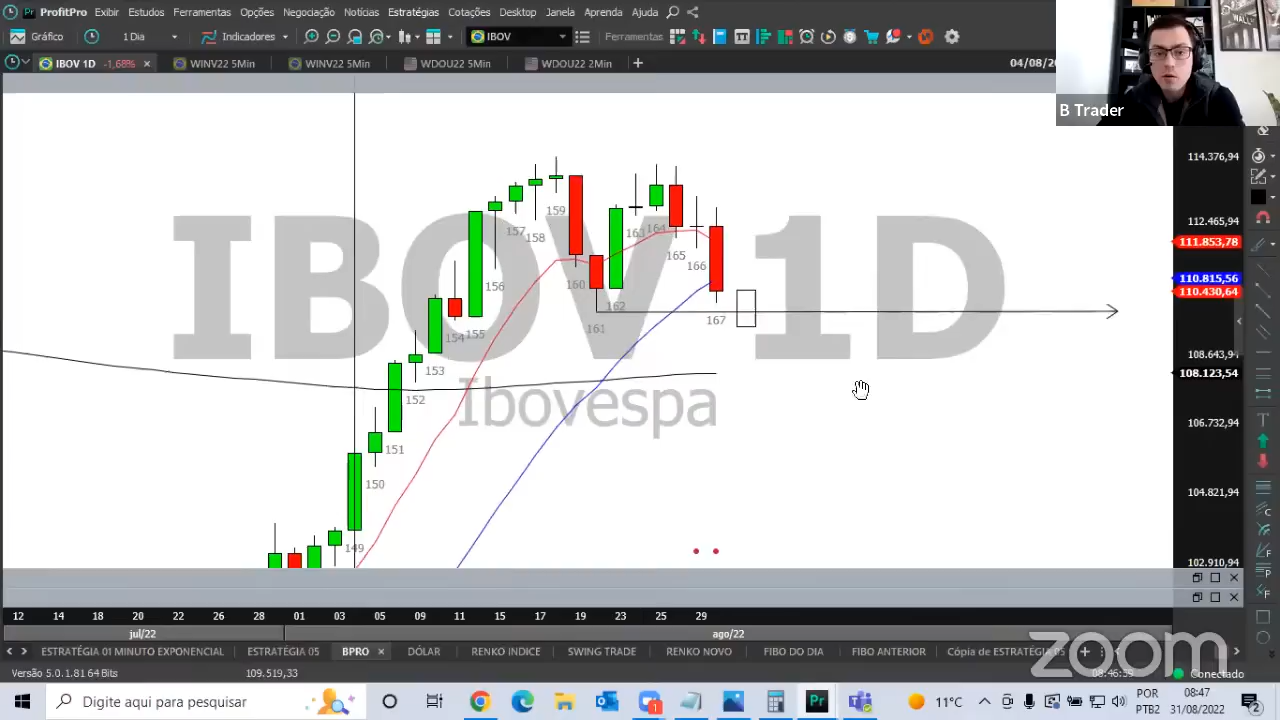 ProfitPro Exibir Estudos Ferramentas Opções Negociação Notícias Estratégias Cotações Desktop Janela Aprenda Ajuda
Gráfico 1 Dia Indicadores IBOV Ferramentas
IBOV 1D -1,68% WINV22 5Min WINV22 5Min WDOU22 5Min WDOU22 2Min 04/08/
B Trader
IBOV 1D
Ibovespa
114.376,94
112.465,94
111.853,78
110.815,56
110.430,64
108.643,94
108.123,54
106.732,94
104.821,94
102.910,94
149
150
151
152
153
154
155
156
158
159
160
161
162
163
164
165
166
167
12 14 18 20 22 26 28 01 03 05 09 11 15 17 19 23 25 29
jul/22 ago/22
ESTRATÉGIA 01 MINUTO EXPONENCIAL ESTRATÉGIA 05 BPRO DÓLAR RENKO INDICE SWING TRADE RENKO NOVO FIBO DO DIA FIBO ANTERIOR Cópia de ESTRATÉGIA 05
zoom
Versão 5.0.1.81 64 Bits 109.519,33 08:46:59 Conectado
Digite aqui para pesquisar 11°C POR PTB2 08:47 31/08/2022